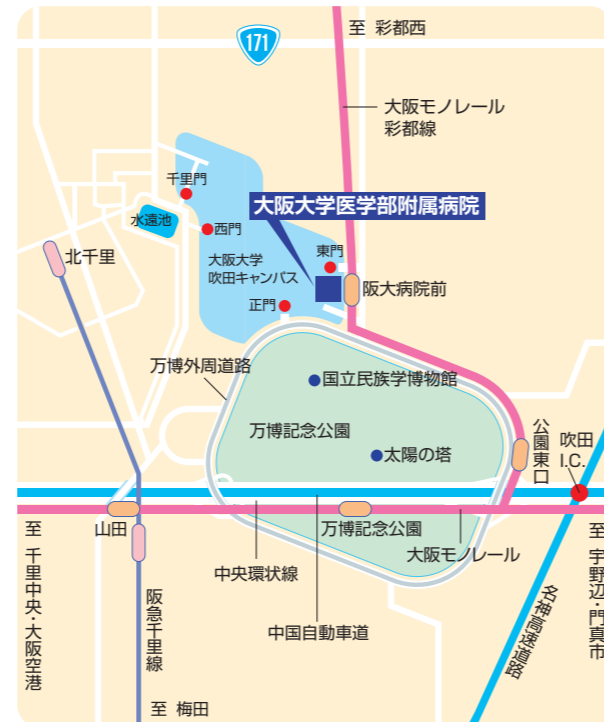 171
至 彩都西
大阪モノレール
彩都線
千里門
大阪大学医学部附属病院
水遠池
西門
東門
北千里
大阪大学
吹田キャンパス
阪大病院前
正門
万博外周道路
国立民族学博物館
万博記念公園
公園東口
吹田
I.C.
太陽の塔
山田
万博記念公園
至 千里中央・大阪空港
大阪モノレール
至 宇野辺・門真市
中央環状線
阪急千里線
名神高速道路
中国自動車道
至 梅田